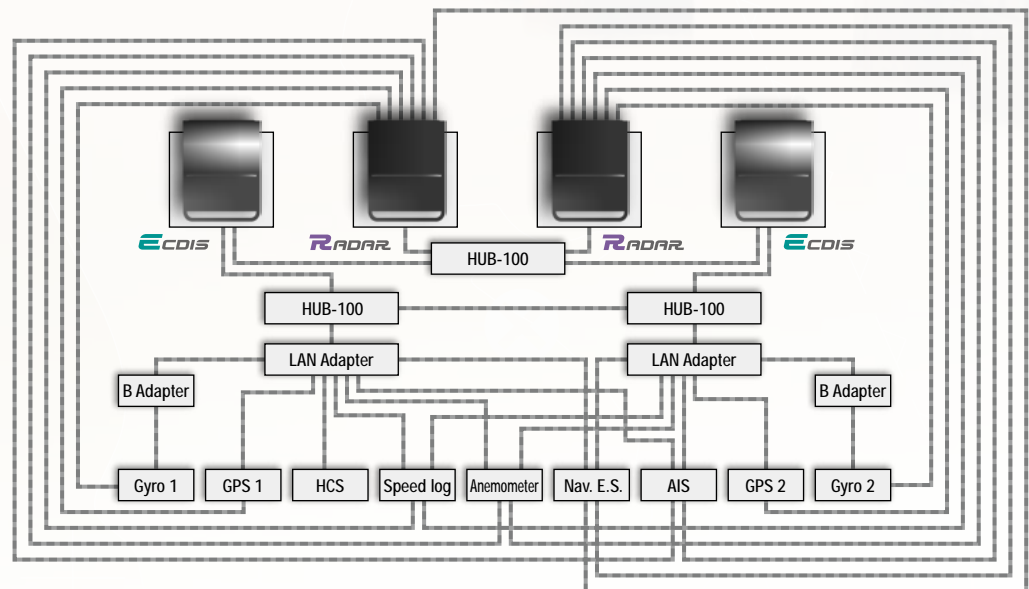 ECDIS
RADAR
RADAR
ECDIS
HUB-100
HUB-100
HUB-100
LAN Adapter
LAN Adapter
B Adapter
B Adapter
Gyro 1
GPS 1
HCS
Speed log
Anemometer
Nav. E.S.
AIS
GPS 2
Gyro 2